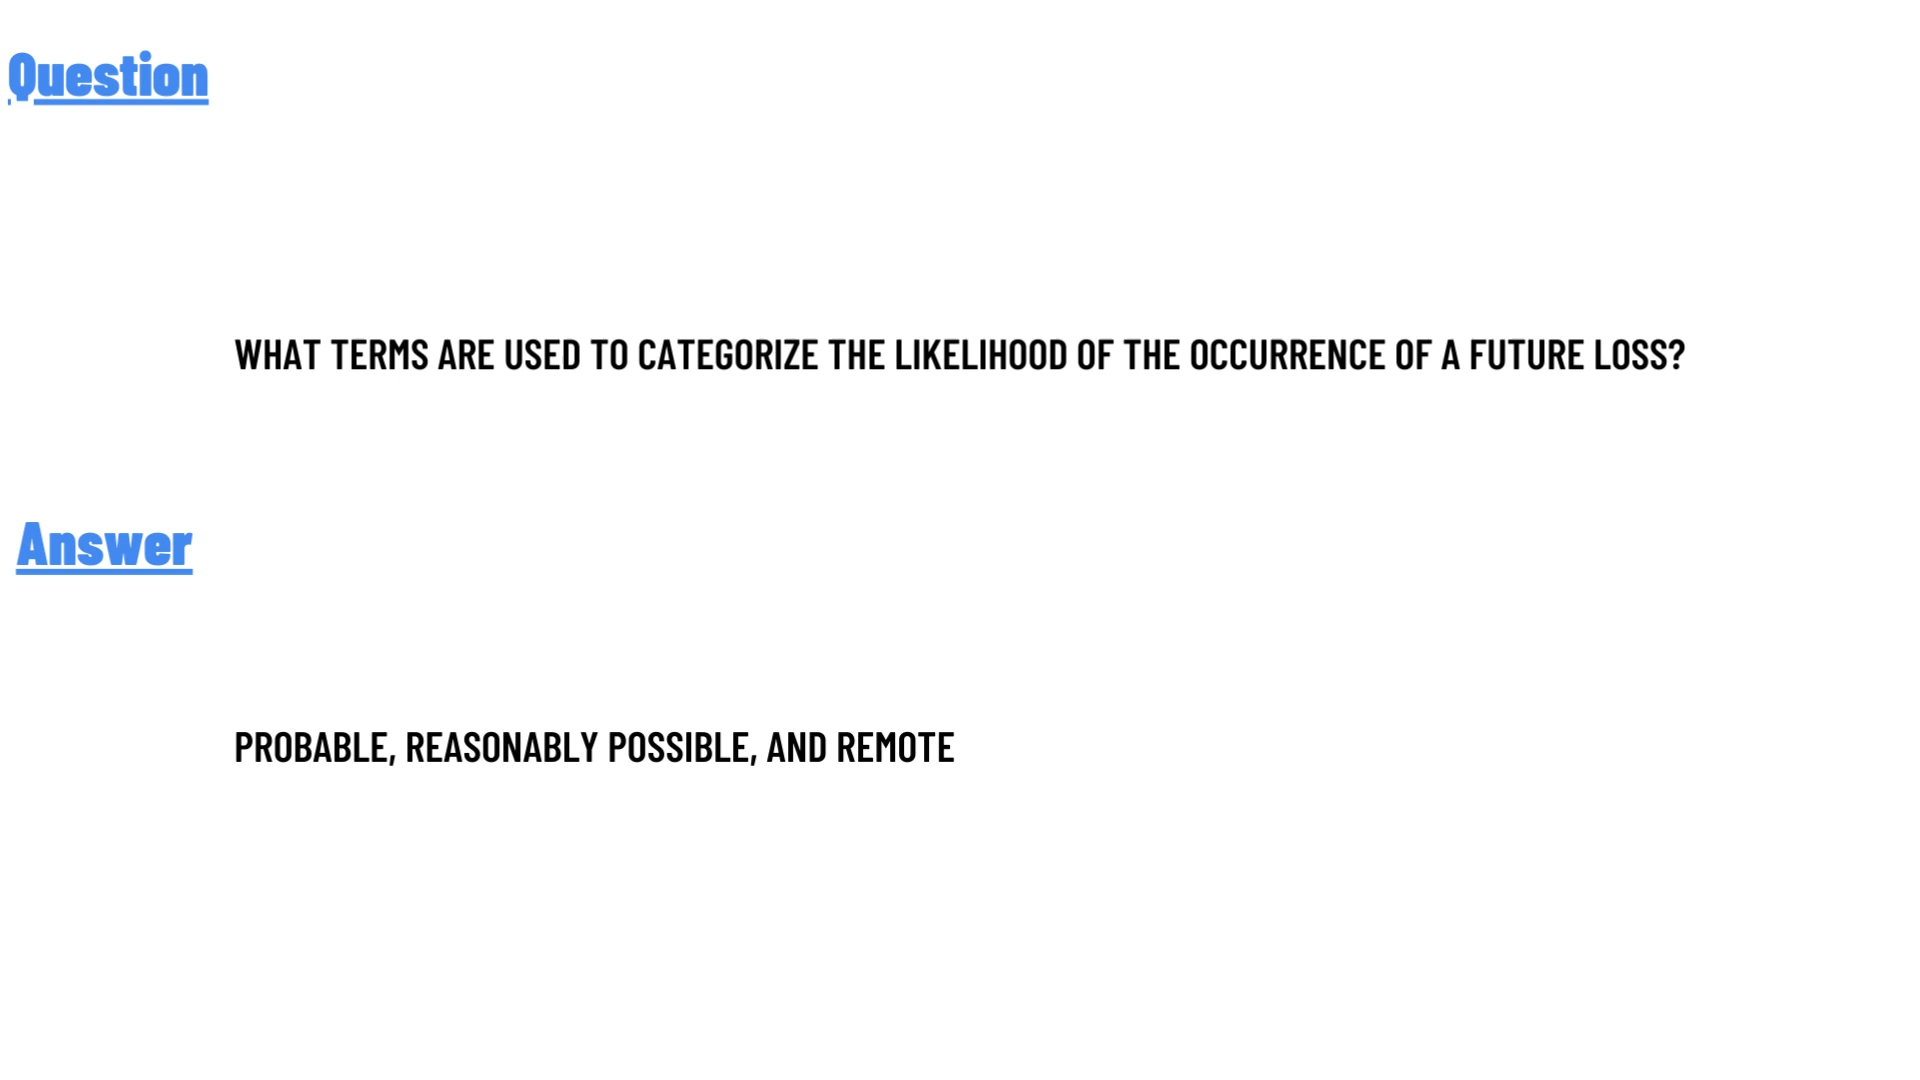 Question
WHAT TERMS ARE USED TO CATEGORIZE THE LIKELIHOOD OF THE OCCURRENCE OF A FUTURE LOSS?
Answer
PROBABLE, REASONABLY POSSIBLE, AND REMOTE